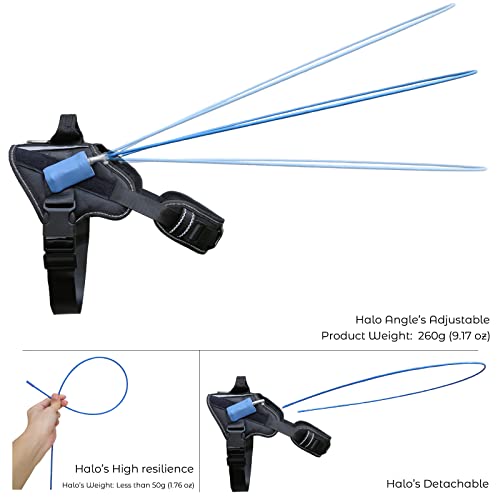 Halo Angle's Adjustable
Product Weight: 260g (9.17 oz)
Halo's High resilience
Halo's Weight: Less than 50g (1.76 oz)
Halo's Detachable